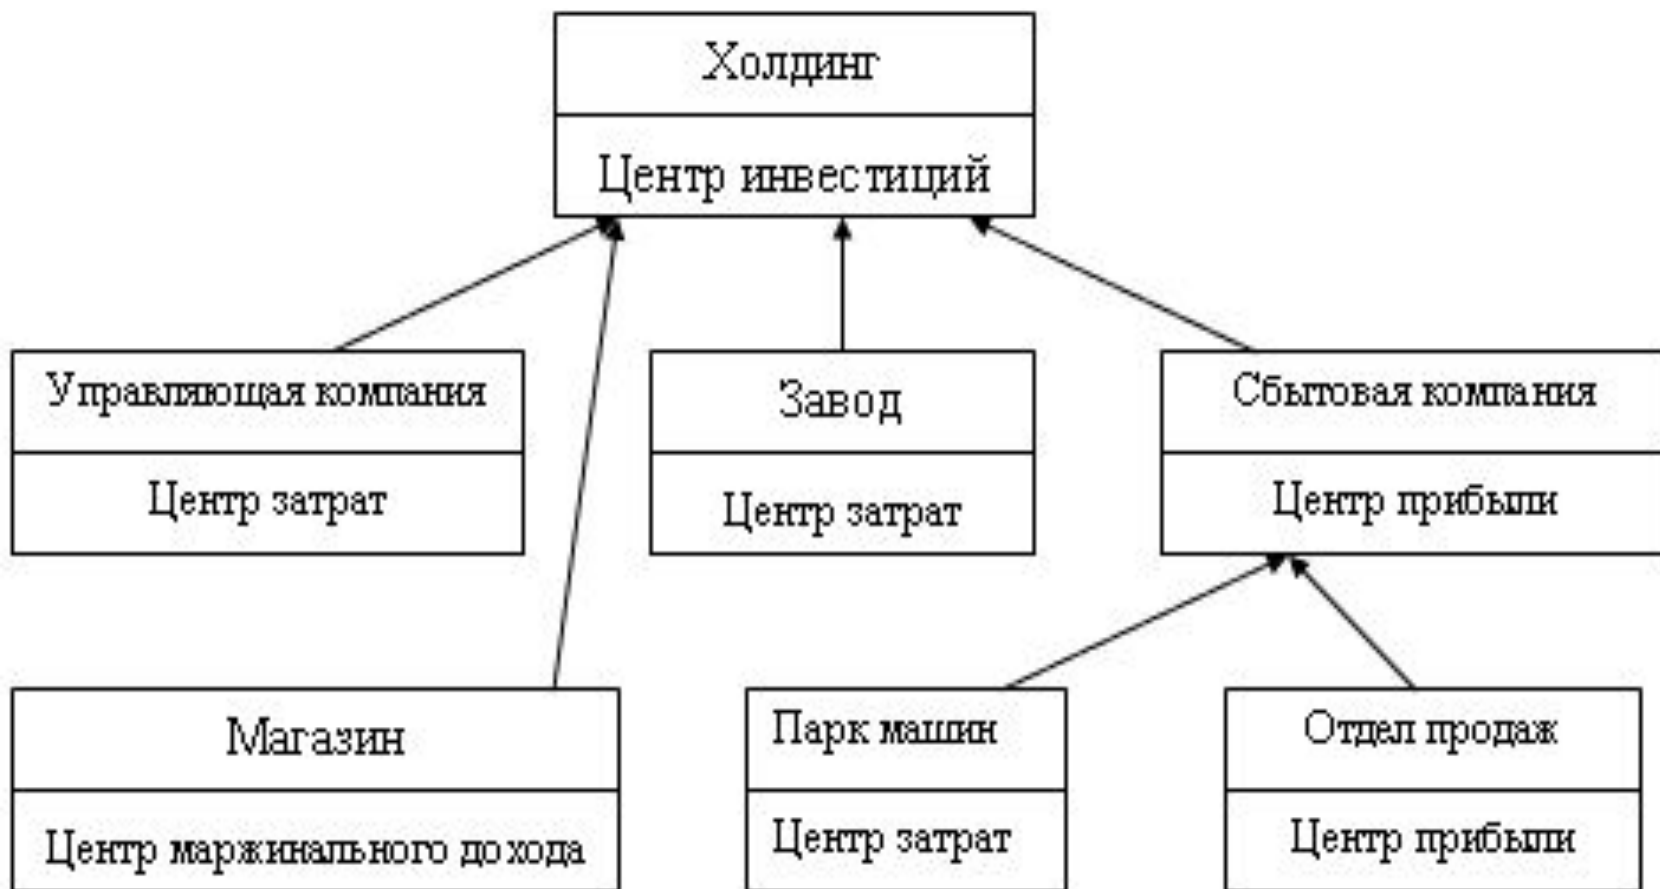 Холдинг
Центр инвестиций
Управляющая компания
Центр затрат
Завод
Центр затрат
Сбытовая компания
Центр прибыли
Магазин
Центр маржинального дохода
Парк машин
Центр затрат
Отдел продаж
Центр прибыли